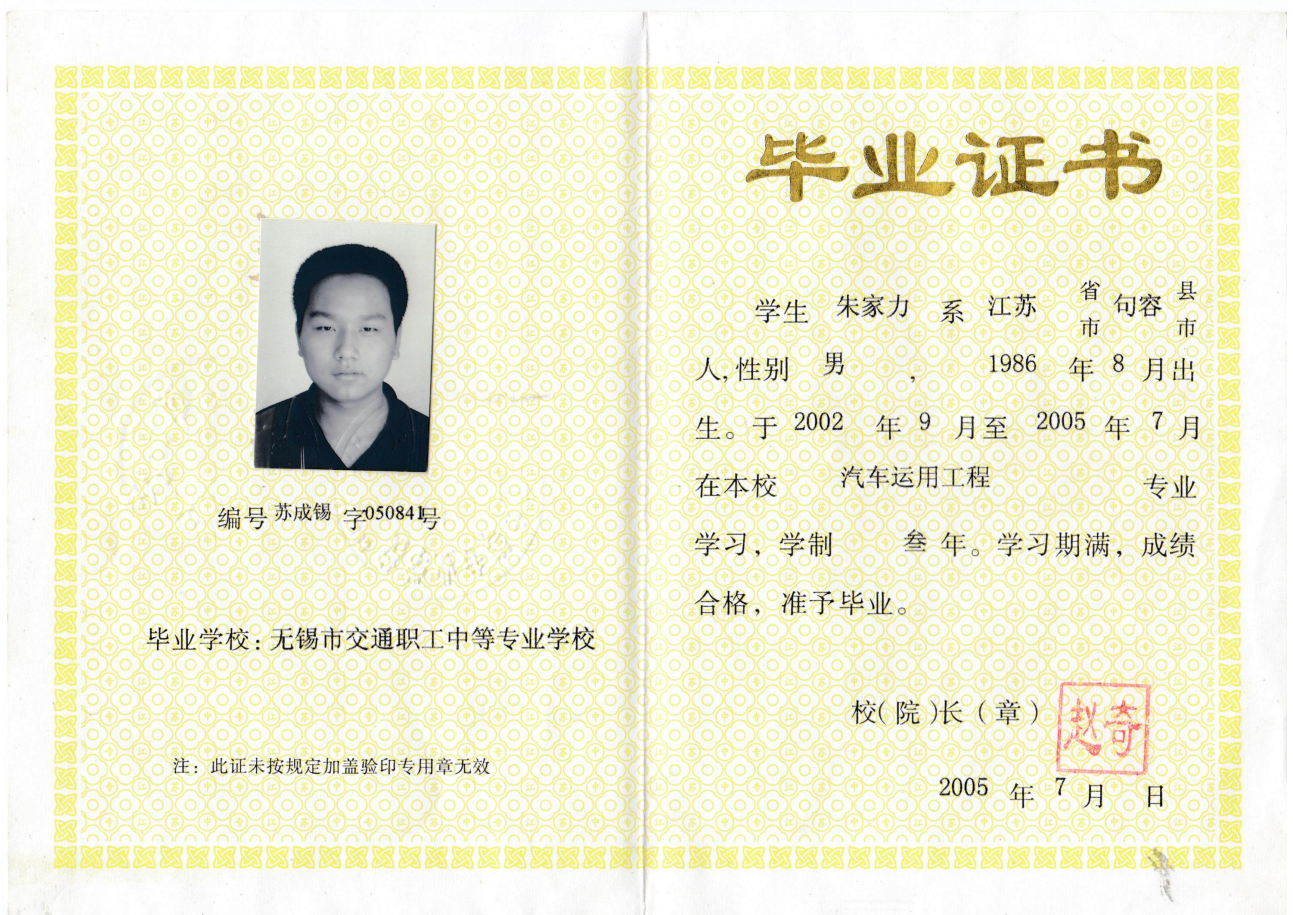 编号 苏成锡 字050841号
毕业学校：无锡市交通职工中等专业学校
注：此证未按规定加盖验印专用章无效
毕业证书
学生 朱家力 系 江苏 省市 句容 县市
人，性别 男 ， 1986 年 8 月出
生。于 2002 年 9 月至 2005 年 7 月
在本校 汽车运用工程 专业
学习，学制 叁 年。学习期满，成绩
合格，准予毕业。
校（院）长（章）
赵奇
2005 年 7 月 日